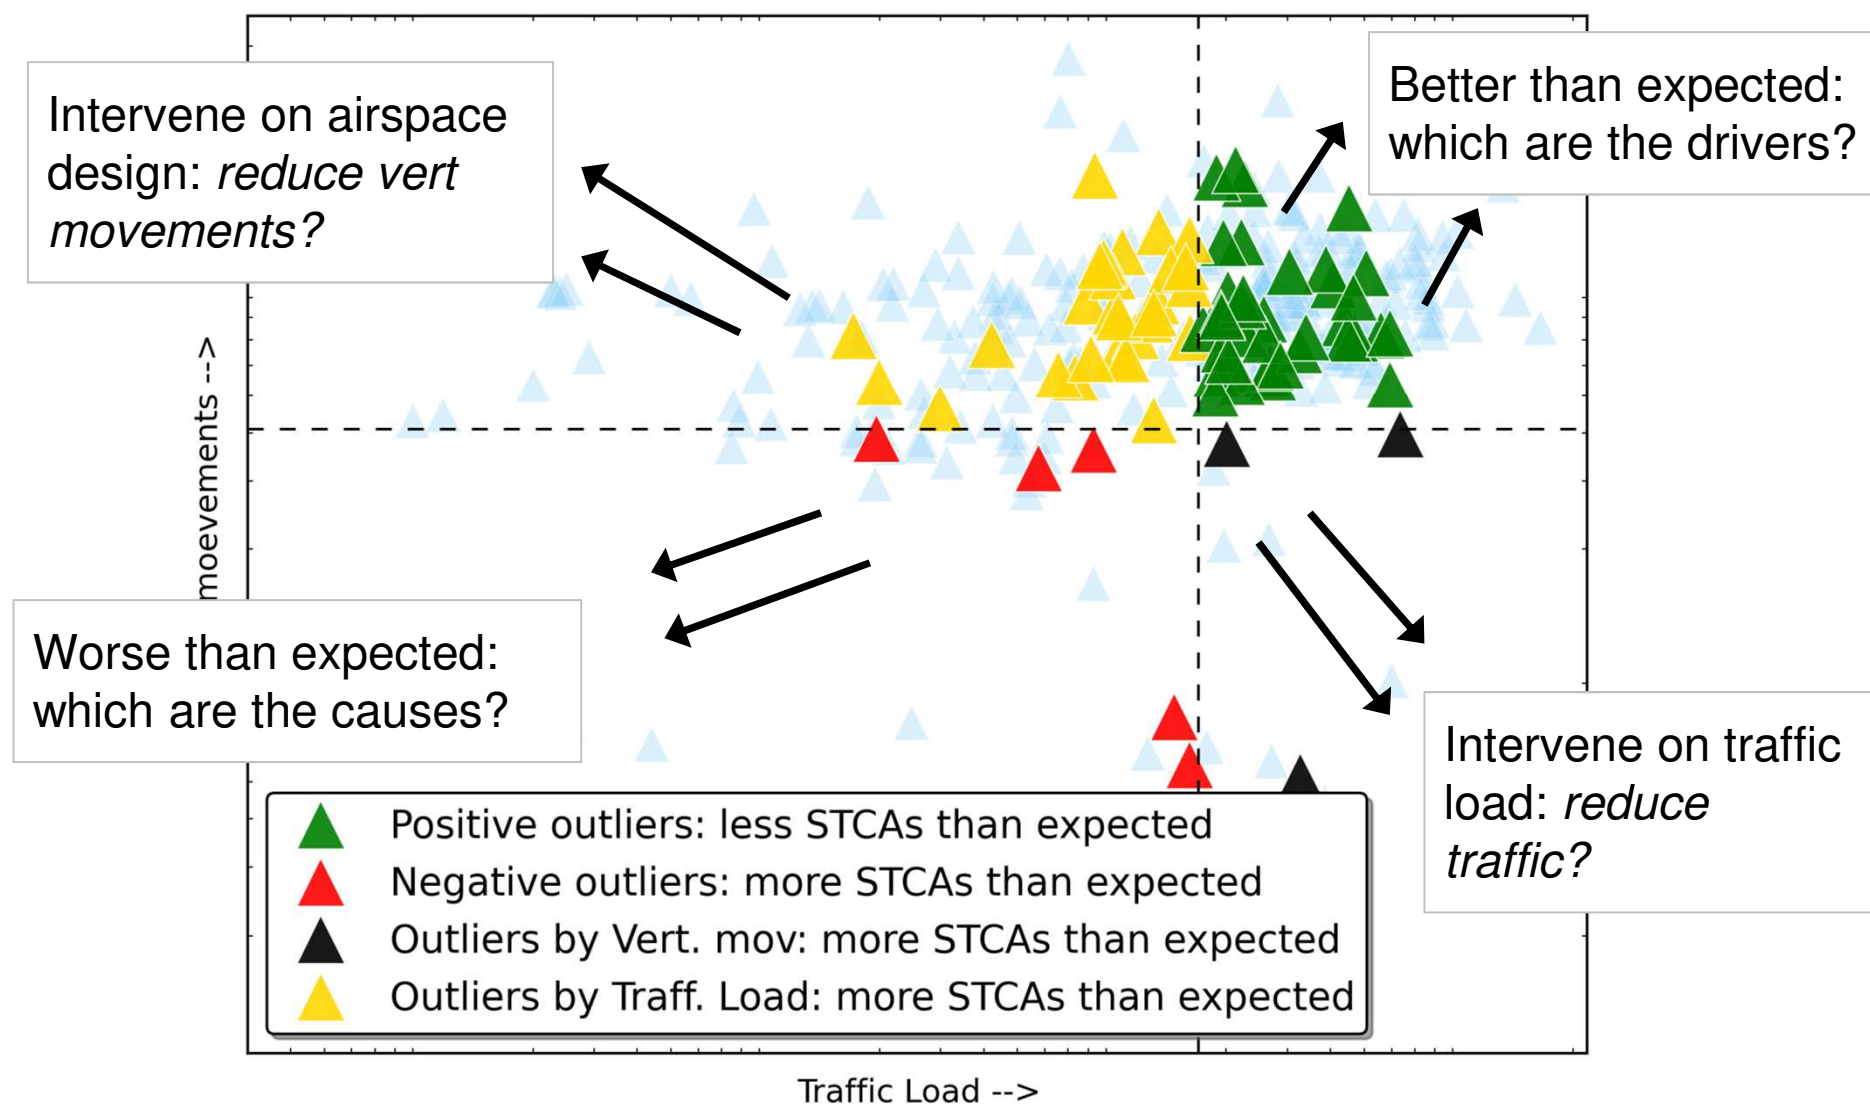 Intervene on airspace
design: reduce vert
movements?
Better than expected:
which are the drivers?
moevements -->
Worse than expected:
which are the causes?
Intervene on traffic
load: reduce
traffic?
Positive outliers: less STCAs than expected
Negative outliers: more STCAs than expected
Outliers by Vert. mov: more STCAs than expected
Outliers by Traff. Load: more STCAs than expected
Traffic Load -->